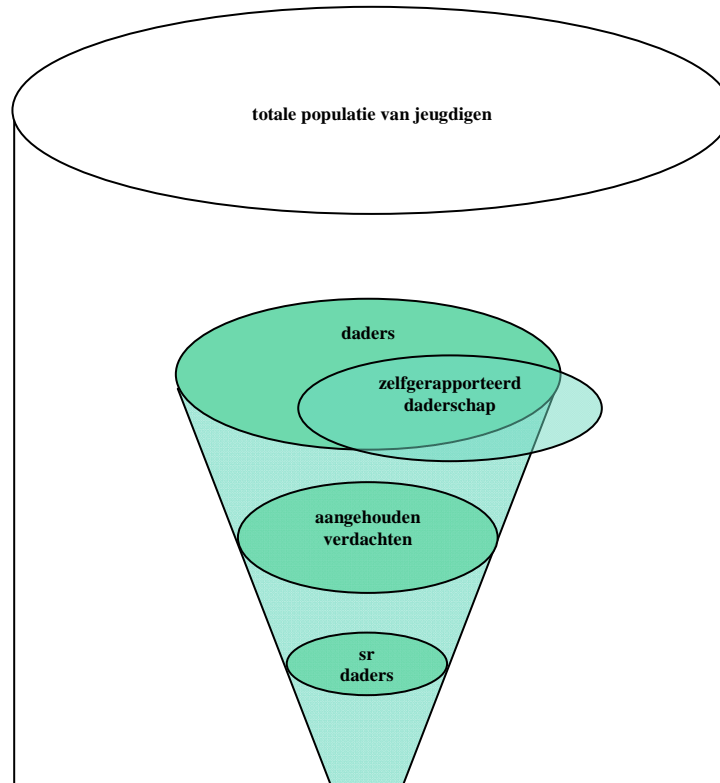 totale populatie van jeugdigen
daders
zelfgerapporteerd
daderschap
aangehouden
verdachten
sr
daders